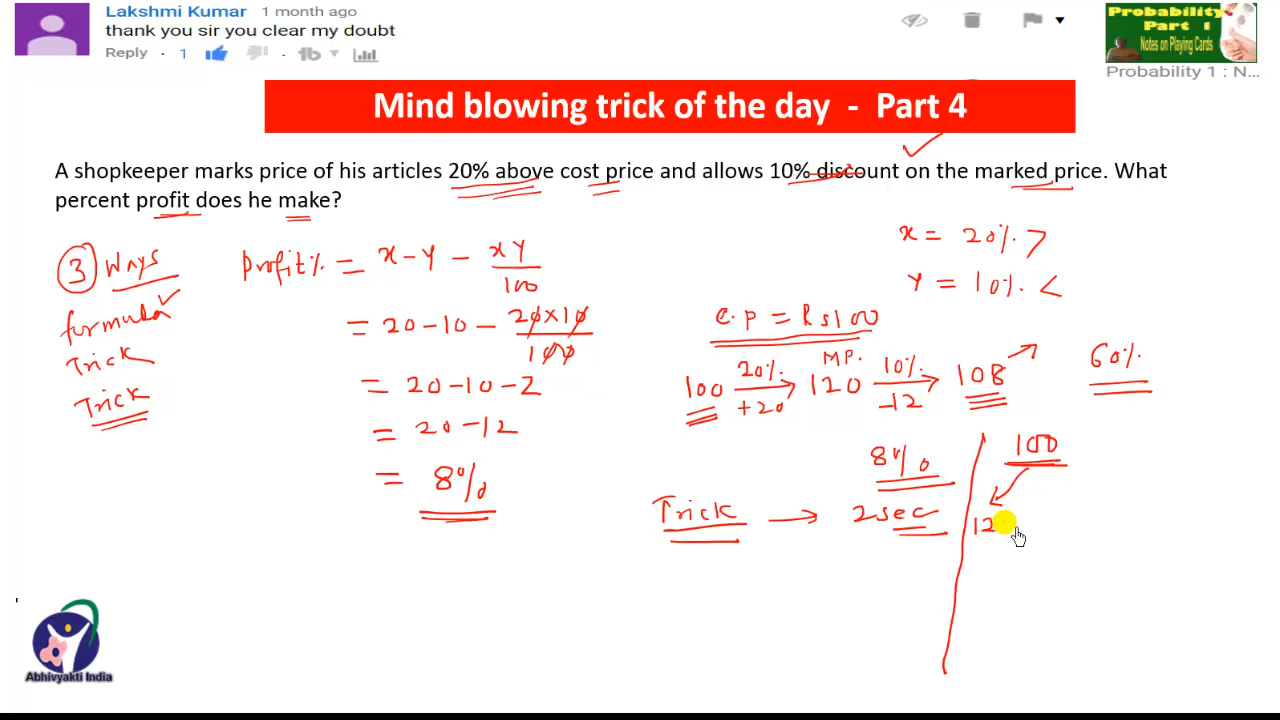 Lakshmi Kumar 1 month ago
thank you sir you clear my doubt
Reply · 1
Probability
Part 1
Notes on Playing Cards
Probability 1 : N...
Mind blowing trick of the day - Part 4
A shopkeeper marks price of his articles 20% above cost price and allows 10% discount on the marked price. What
percent profit does he make?
3 Ways
formula
Trick
Trick
Profit% = x - y - xy/100
= 20 - 10 - 20x10/100
= 20-10-2
= 20-12
= 8%
x = 20% >
y = 10% <
C.P = Rs100
MP.
100 20% +20 120 10% -12 108
60%
8%
Trick → 2sec
100
12
Abhivyakti India